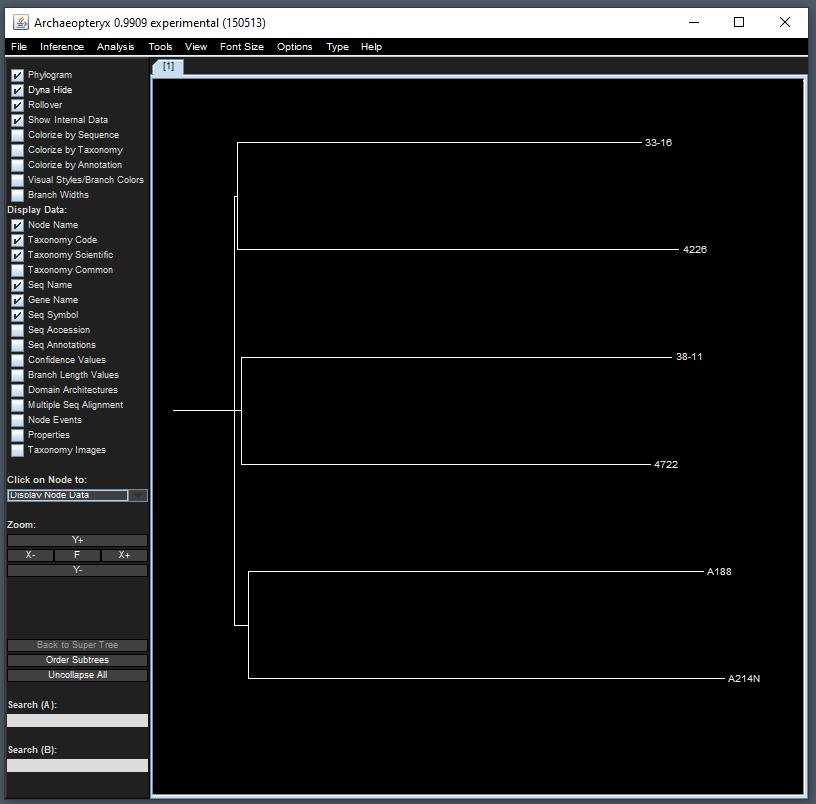 Archaeopteryx 0.9909 experimental (150513)
File Inference Analysis Tools View Font Size Options Type Help
[1]
Phylogram
Dyna Hide
Rollover
Show Internal Data
Colorize by Sequence
Colorize by Taxonomy
Colorize by Annotation
Visual Styles/Branch Colors
Branch Widths
Display Data:
Node Name
Taxonomy Code
Taxonomy Scientific
Taxonomy Common
Seq Name
Gene Name
Seq Symbol
Seq Accession
Seq Annotations
Confidence Values
Branch Length Values
Domain Architectures
Multiple Seq Alignment
Node Events
Properties
Taxonomy Images
Click on Node to:
Display Node Data
Zoom:
Y+
X- F X+
Y-
Back to Super Tree
Order Subtrees
Uncollapse All
Search (A):
Search (B):
33-16
4226
38-11
4722
A188
A214N